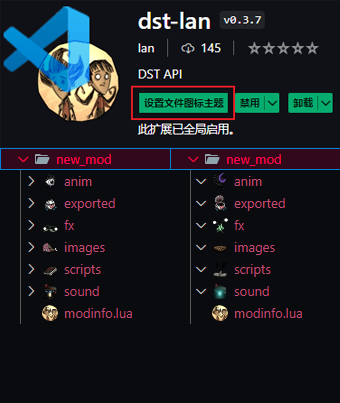 dst-lan v0.3.7
lan 145
DST API
设置文件图标主题 禁用 卸载
此扩展已全局启用。
new_mod new_mod
anim anim
exported exported
fx fx
images images
scripts scripts
sound sound
modinfo.lua modinfo.lua